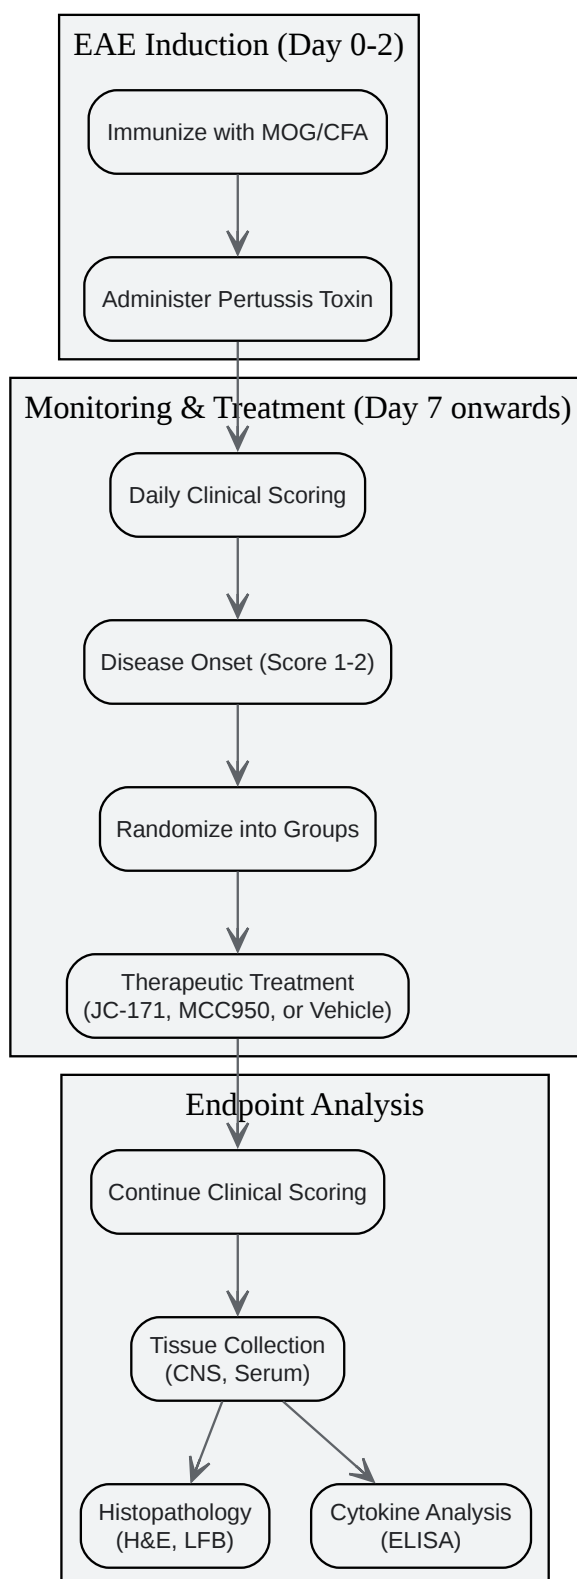 EAE Induction (Day 0-2)
Immunize with MOG/CFA
Administer Pertussis Toxin
Monitoring & Treatment (Day 7 onwards)
Daily Clinical Scoring
Disease Onset (Score 1-2)
Randomize into Groups
Therapeutic Treatment
(JC-171, MCC950, or Vehicle)
Endpoint Analysis
Continue Clinical Scoring
Tissue Collection
(CNS, Serum)
Histopathology
(H&E, LFB)
Cytokine Analysis
(ELISA)